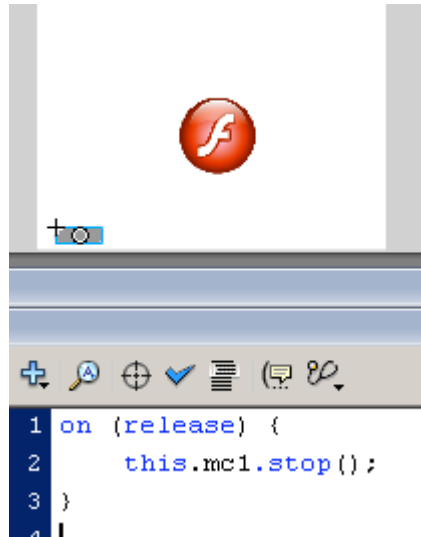 1 on (release) {
2 this.mc1.stop();
3 }
4